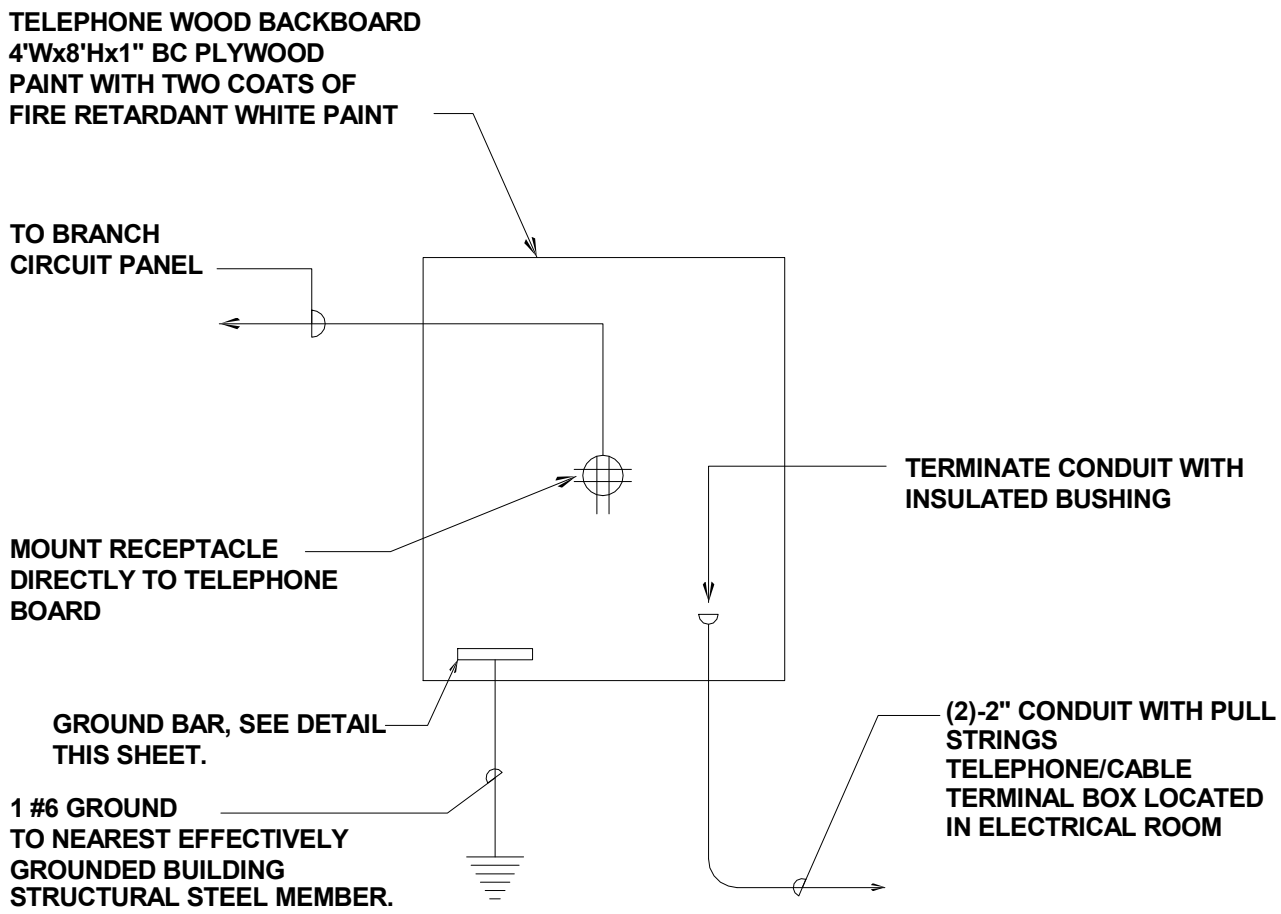 TELEPHONE WOOD BACKBOARD
4'Wx8'Hx1" BC PLYWOOD
PAINT WITH TWO COATS OF
FIRE RETARDANT WHITE PAINT
TO BRANCH
CIRCUIT PANEL
TERMINATE CONDUIT WITH
INSULATED BUSHING
MOUNT RECEPTACLE
DIRECTLY TO TELEPHONE
BOARD
GROUND BAR, SEE DETAIL
THIS SHEET.
(2)-2" CONDUIT WITH PULL
STRINGS
TELEPHONE/CABLE
TERMINAL BOX LOCATED
IN ELECTRICAL ROOM
1 #6 GROUND
TO NEAREST EFFECTIVELY
GROUNDED BUILDING
STRUCTURAL STEEL MEMBER.